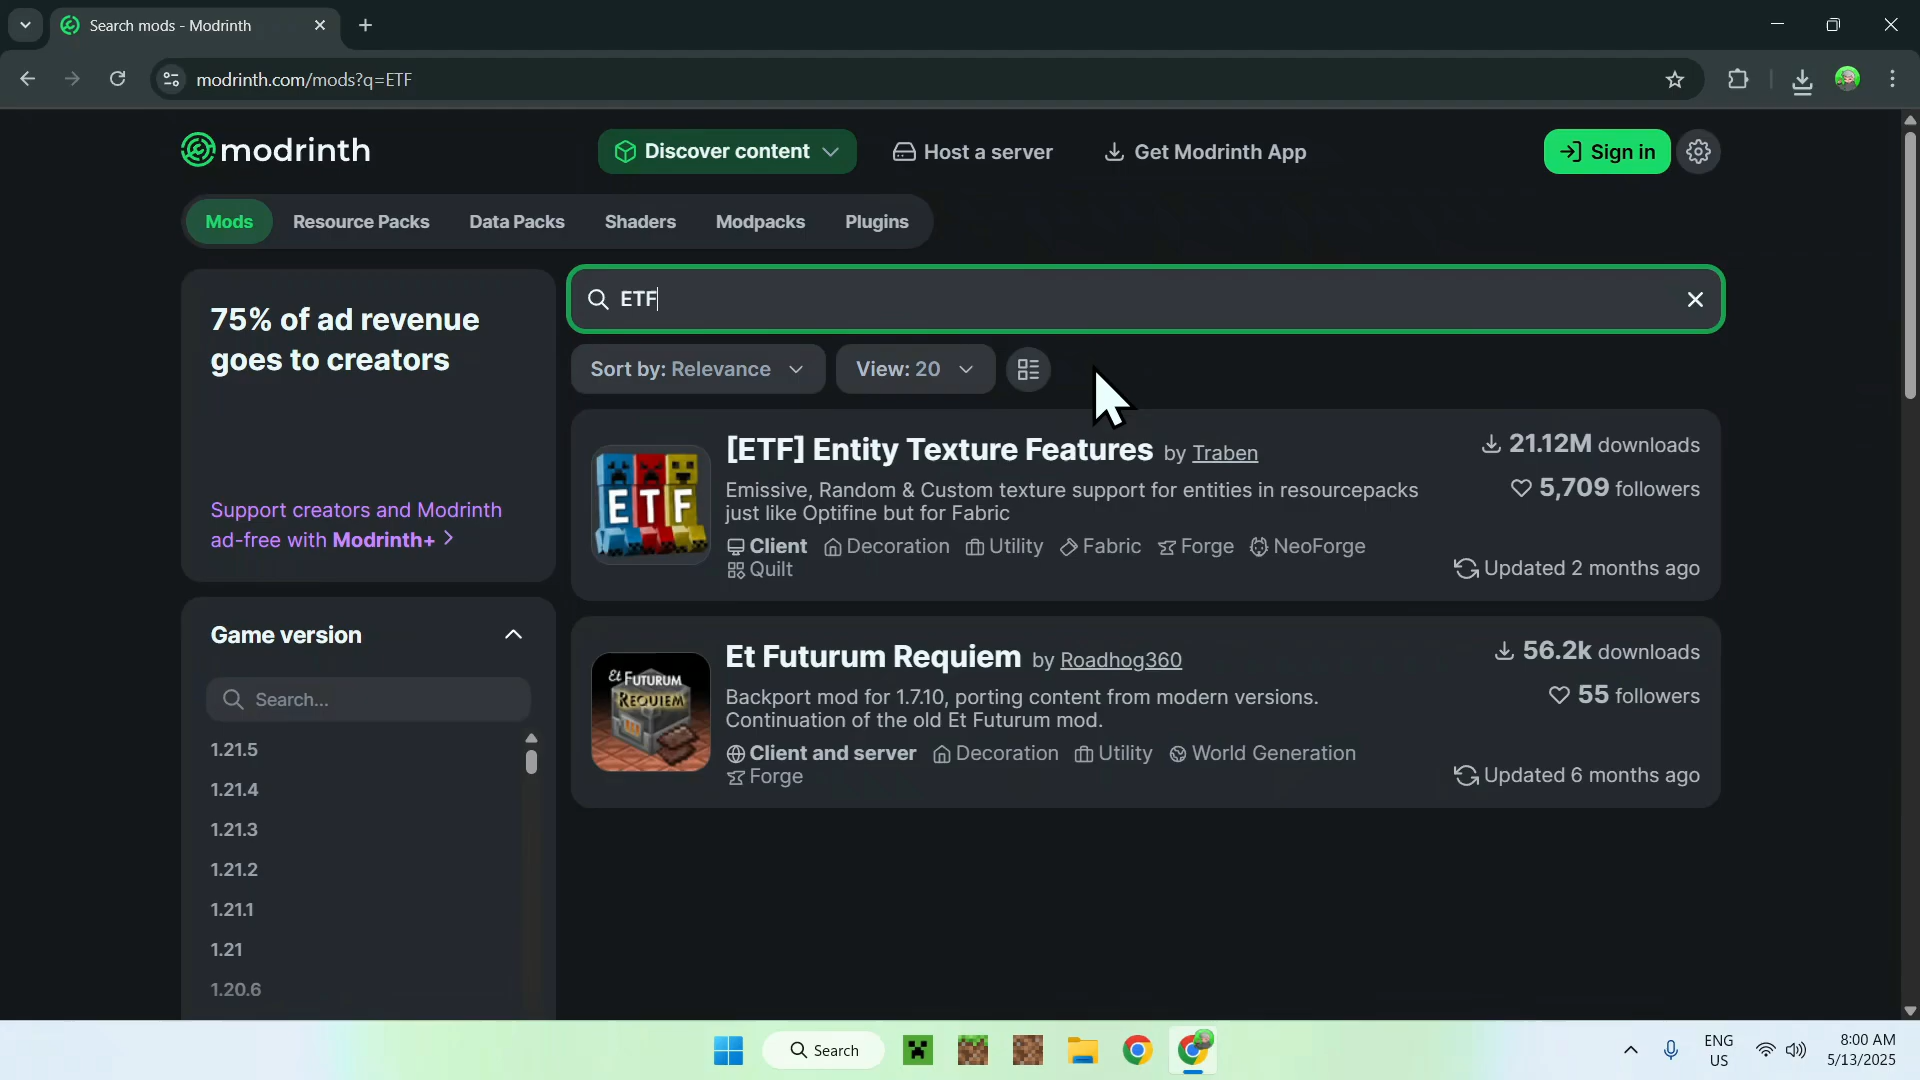 Search mods - Modrinth
modrinth.com/mods?q=ETF
modrinth
Discover content
Host a server
Get Modrinth App
Sign in
Mods
Resource Packs
Data Packs
Shaders
Modpacks
Plugins
75% of ad revenue
goes to creators
Support creators and Modrinth
ad-free with Modrinth+ >
Game version
Search...
1.21.5
1.21.4
1.21.3
1.21.2
1.21.1
1.21
1.20.6
ETF
Sort by: Relevance
View: 20
ETF
[ETF] Entity Texture Features by Traben
Emissive, Random & Custom texture support for entities in resourcepacks
just like Optifine but for Fabric
Client Decoration Utility Fabric Forge NeoForge
Quilt
21.12M downloads
5,709 followers
Updated 2 months ago
Et FUTURUM
REQUIEM
Et Futurum Requiem by Roadhog360
Backport mod for 1.7.10, porting content from modern versions.
Continuation of the old Et Futurum mod.
Client and server Decoration Utility World Generation
Forge
56.2k downloads
55 followers
Updated 6 months ago
Search
ENG
US
8:00 AM
5/13/2025